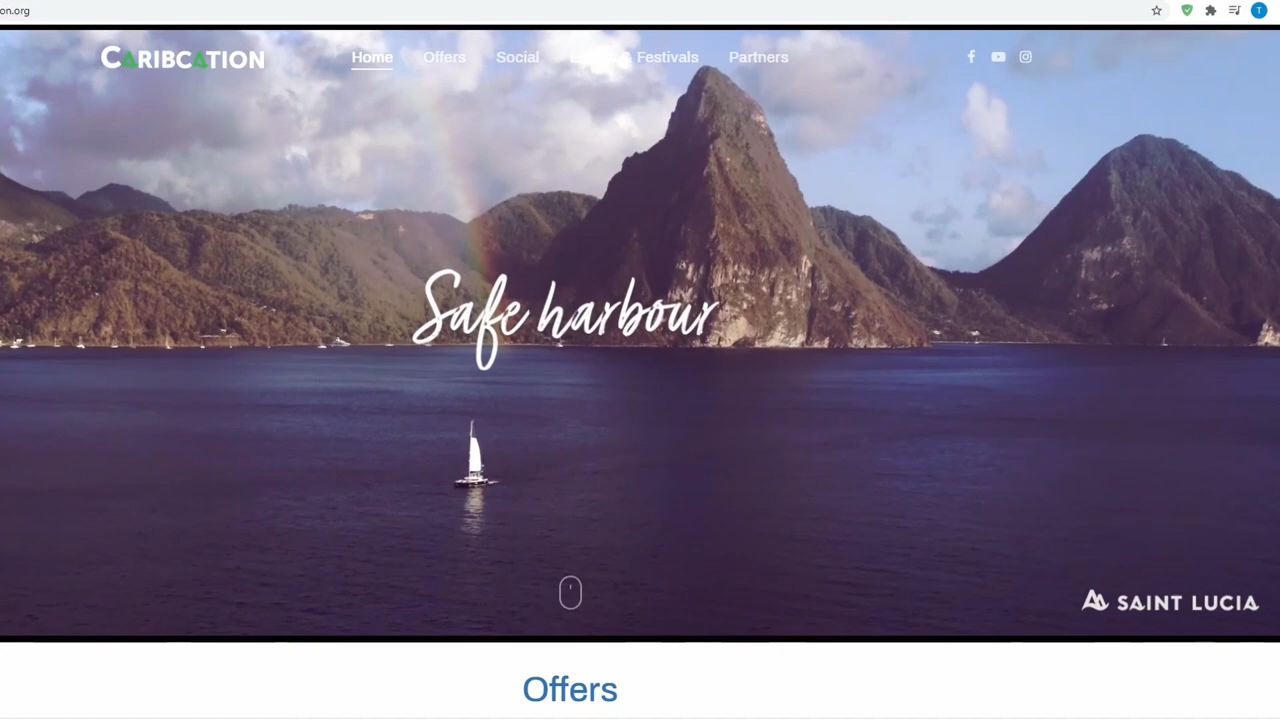 on.org
T
CARIBCATION
Home Offers Social & Festivals Partners
Safe harbour
SAINT LUCIA
Offers